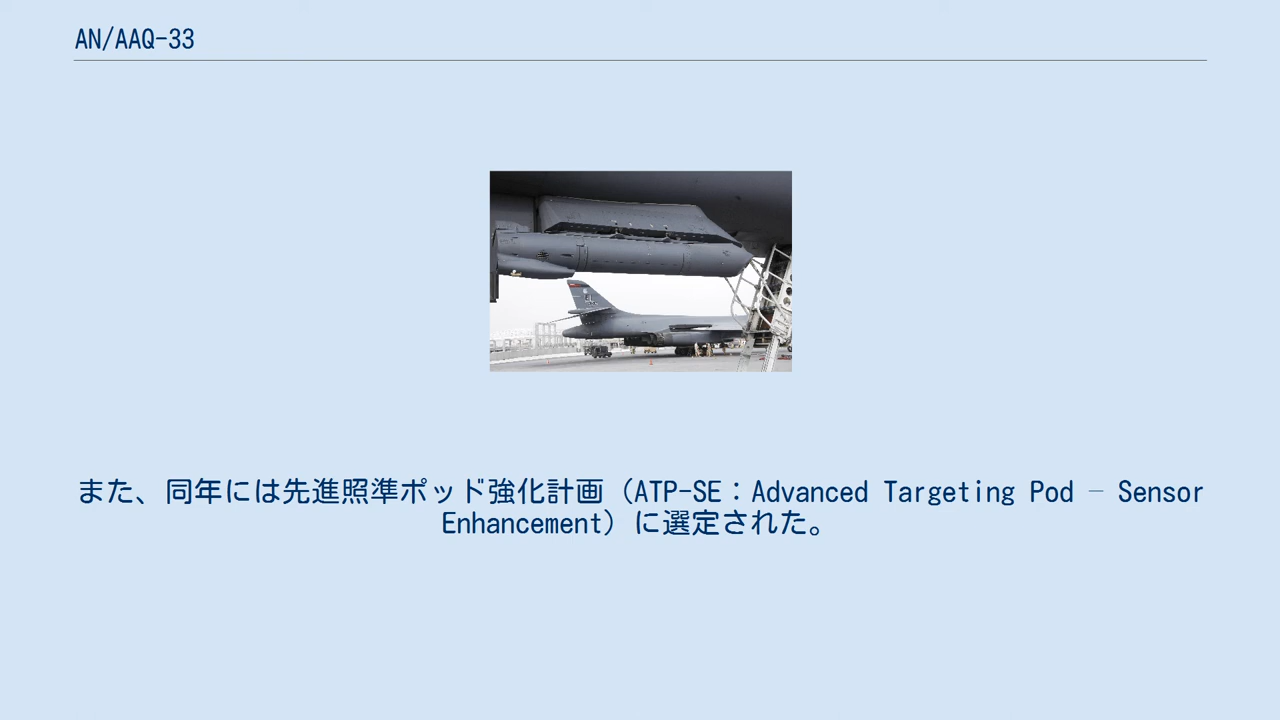 AN/AAQ-33
また、同年には先進照準ポッド強化計画（ATP-SE：Advanced Targeting Pod – Sensor
Enhancement）に選定された。